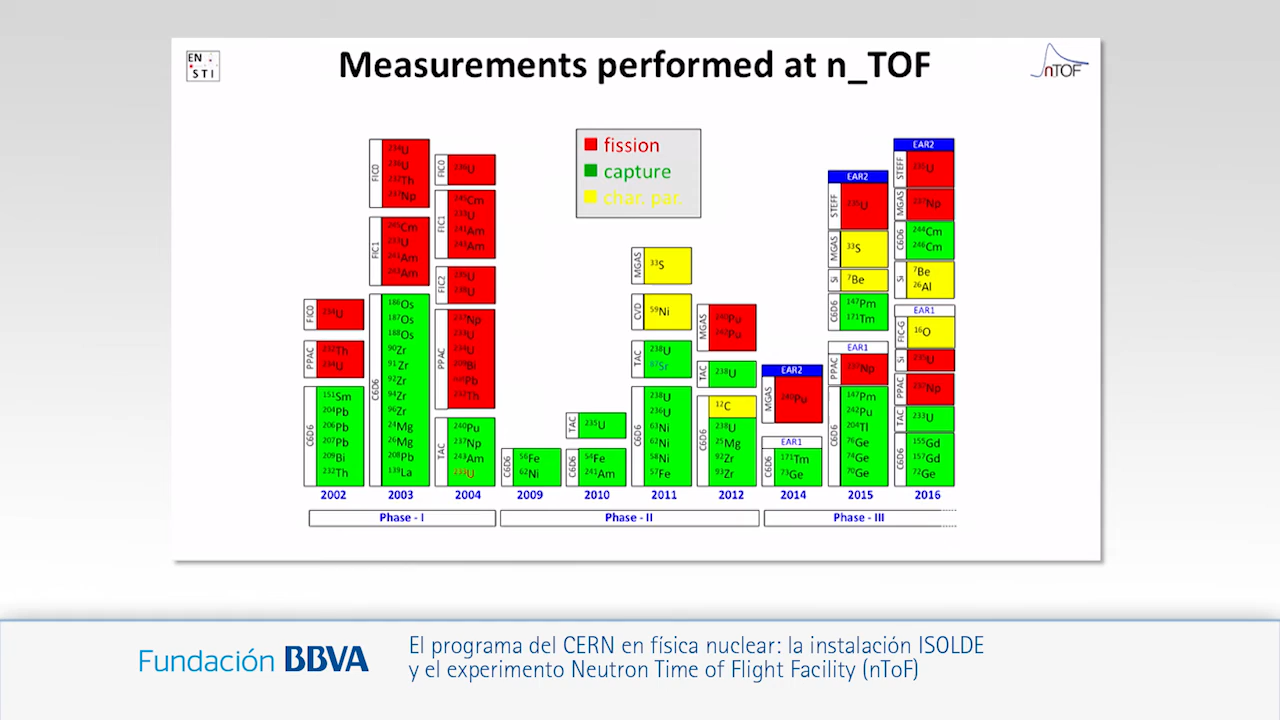 EN
STI
Measurements performed at n_TOF
nTOF
fission
capture
char. par.
FIC0
²³⁴U
PPAC
²³²Th
²³⁴U
C6D6
¹⁵¹Sm
²⁰⁴Pb
²⁰⁶Pb
²⁰⁷Pb
²⁰⁹Bi
²³²Th
2002
FIC0
²³⁴U
U
²³²Th
²³⁷Np
FIC1
²⁴⁵Cm
²³³U
²⁴¹Am
²⁴³Am
C6D6
¹⁸⁶Os
¹⁸⁷Os
¹⁸⁸Os
⁹⁰Zr
⁹¹Zr
⁹²Zr
⁹⁴Zr
⁹⁶Zr
²⁴Mg
²⁶Mg
²⁰⁸Pb
¹³⁹La
2003
FIC0
U
FIC1
²⁴⁵Cm
²³³U
²⁴¹Am
²⁴³Am
FIC2
U
U
PPAC
²³⁷Np
²³³U
²³⁴U
²⁰⁹Bi
Pb
²³²Th
TAC
²⁴⁰Pu
²³⁷Np
²⁴³Am
²³³U
2004
C6D6
⁵⁶Fe
⁶²Ni
2009
TAC
²³⁵U
C6D6
⁵⁴Fe
²⁴¹Am
2010
MGAS
³³S
CVD
⁵⁹Ni
TAC
²³⁸U
⁸⁷Sr
C6D6
²³⁸U
²³⁶U
⁶³Ni
⁶²Ni
⁵⁸Ni
⁵⁷Fe
2011
MGAS
²⁴⁰Pu
²⁴²Pu
TAC
²³⁸U
C6D6
¹²C
²³⁸U
²⁵Mg
⁹²Zr
⁹³Zr
2012
EAR2
MGAS
²⁴⁰Pu
EAR1
C6D6
¹⁷¹Tm
⁷³Ge
2014
EAR2
STEFF
²³⁵U
MGAS
³³S
Si
⁷Be
C6D6
¹⁴⁷Pm
¹⁷¹Tm
EAR1
PPAC
²³⁷Np
C6D6
¹⁴⁷Pm
²⁴²Pu
²⁰⁴Tl
⁷⁶Ge
⁷⁴Ge
⁷⁰Ge
2015
EAR2
STEFF
²³⁵U
MGAS
²³⁷Np
C6D6
²⁴⁴Cm
²⁴⁶Cm
Si
⁷Be
²⁶Al
EAR1
FIC-G
¹⁶O
Si
²³⁵U
PPAC
²³⁷Np
TAC
²³³U
C6D6
¹⁵⁵Gd
¹⁵⁷Gd
⁷²Ge
2016
Phase - I
Phase - II
Phase - III
Fundación BBVA
El programa del CERN en física nuclear: la instalación ISOLDE
y el experimento Neutron Time of Flight Facility (nToF)